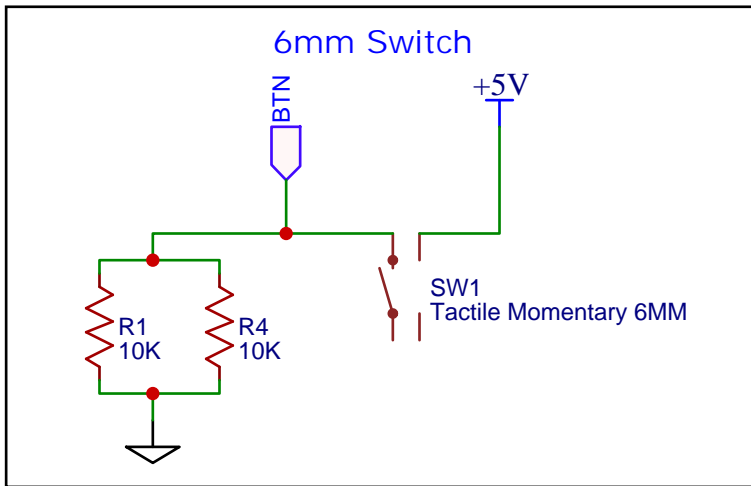 6mm Switch
BTN
+5V
SW1
Tactile Momentary 6MM
R1
10K
R4
10K